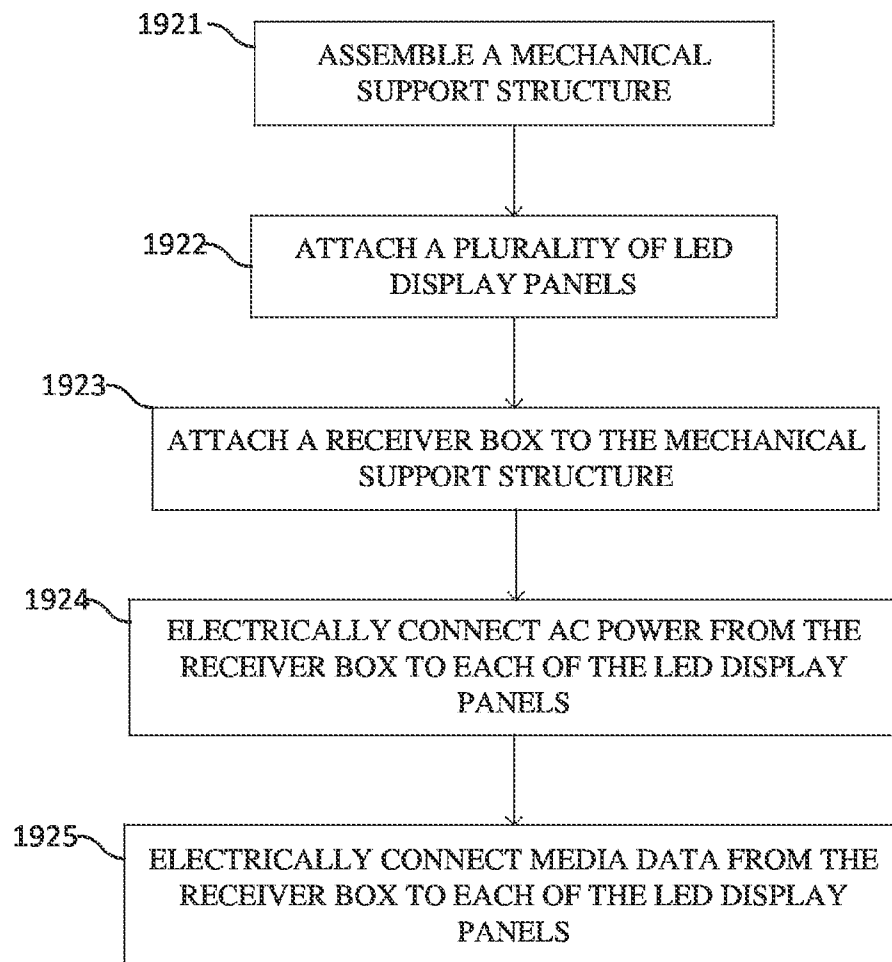 1921
ASSEMBLE A MECHANICAL
SUPPORT STRUCTURE
1922
ATTACH A PLURALITY OF LED
DISPLAY PANELS
1923
ATTACH A RECEIVER BOX TO THE MECHANICAL
SUPPORT STRUCTURE
1924
ELECTRICALLY CONNECT AC POWER FROM THE
RECEIVER BOX TO EACH OF THE LED DISPLAY
PANELS
1925
ELECTRICALLY CONNECT MEDIA DATA FROM THE
RECEIVER BOX TO EACH OF THE LED DISPLAY
PANELS